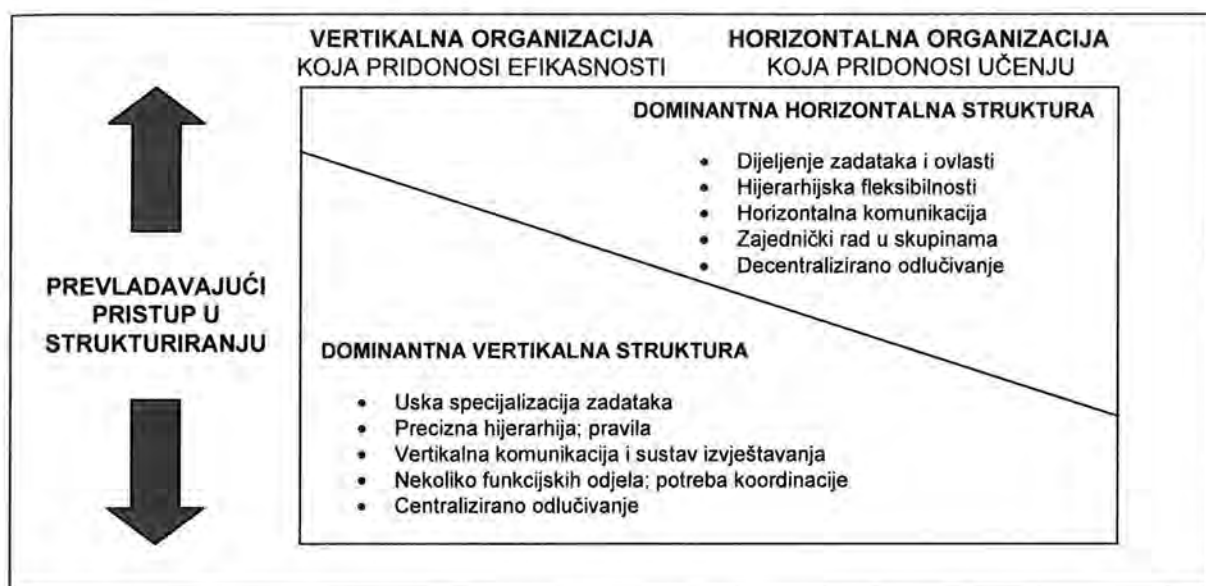 VERTIKALNA ORGANIZACIJA
KOJA PRIDONOSI EFIKASNOSTI
HORIZONTALNA ORGANIZACIJA
KOJA PRIDONOSI UČENJU
PREVLADAVAJUĆI
PRISTUP U
STRUKTURIRANJU
DOMINANTNA HORIZONTALNA STRUKTURA
• Dijeljenje zadataka i ovlasti
• Hijerarhijska fleksibilnosti
• Horizontalna komunikacija
• Zajednički rad u skupinama
• Decentralizirano odlučivanje
DOMINANTNA VERTIKALNA STRUKTURA
• Uska specijalizacija zadataka
• Precizna hijerarhija; pravila
• Vertikalna komunikacija i sustav izvještavanja
• Nekoliko funkcijskih odjela; potreba koordinacije
• Centralizirano odlučivanje